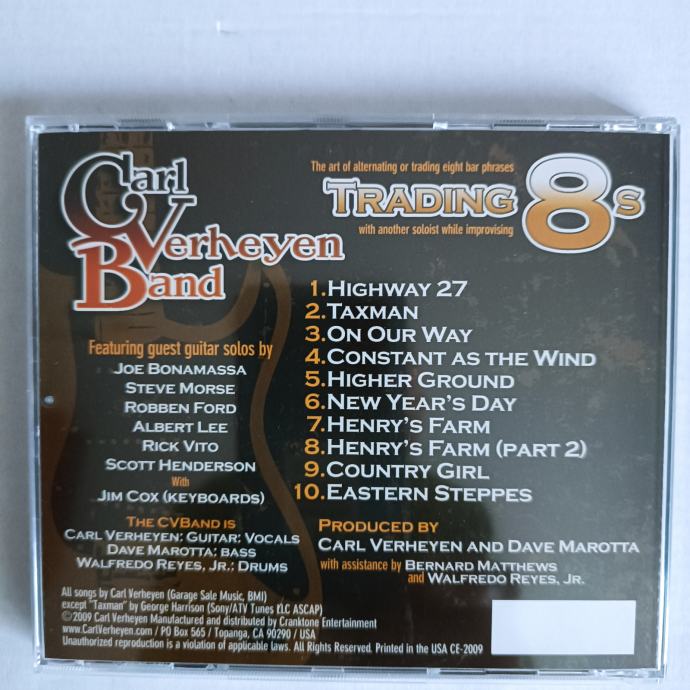 Carl
Verheyen
Band
The art of alternating or trading eight bar phrases
TRADING 8s
with another soloist while improvising
1. HIGHWAY 27
2. TAXMAN
3. ON OUR WAY
4. CONSTANT AS THE WIND
5. HIGHER GROUND
6. NEW YEAR'S DAY
7. HENRY'S FARM
8. HENRY'S FARM (PART 2)
9. COUNTRY GIRL
10. EASTERN STEPPES
Featuring guest guitar solos by
JOE BONAMASSA
STEVE MORSE
ROBBEN FORD
ALBERT LEE
RICK VITO
SCOTT HENDERSON
With
JIM COX (KEYBOARDS)
THE CVBAND IS
CARL VERHEYEN: GUITAR: VOCALS
DAVE MAROTTA: BASS
WALFREDO REYES, JR.: DRUMS
PRODUCED BY
CARL VERHEYEN AND DAVE MAROTTA
with assistance by BERNARD MATTHEWS
and WALFREDO REYES, JR.
All songs by Carl Verheyen (Garage Sale Music, BMI)
except "Taxman" by George Harrison (Sony/ATV Tunes LLC ASCAP)
©2009 Carl Verheyen Manufactured and distributed by Cranktone Entertainment
www.CarlVerheyen.com / PO Box 565 / Topanga, CA 90290 / USA
Unauthorized reproduction is a violation of applicable laws. All Rights Reserved. Printed in the USA CE-2009